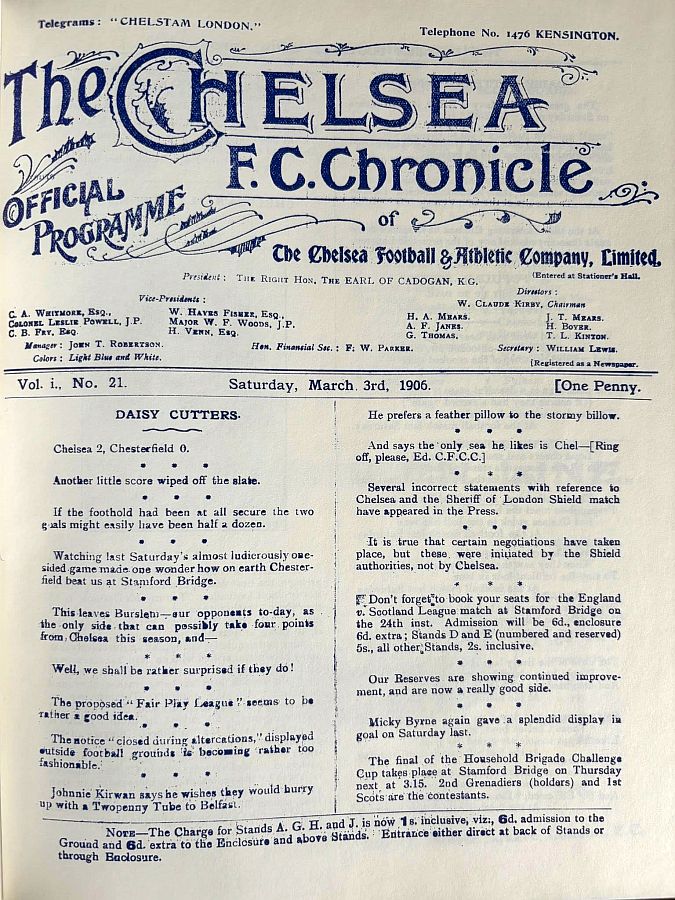 Telegrams: "CHELSTAM LONDON."
Telephone No. 1476 KENSINGTON.
The CHELSEA
F.C. Chronicle
OFFICIAL
PROGRAMME
of
The Chelsea Football & Athletic Company, Limited.
(Entered at Stationer's Hall.
President: THE RIGHT HON. THE EARL OF CADOGAN, K.G.
Vice-Presidents:
C. A. WHITMORE, ESQ.,
COLONEL LESLIE POWELL, J.P.
C. B. FRY, ESQ.
W. HAYES FISHER, ESQ.,
MAJOR W. F. WOODS, J.P.
H. VENN, ESQ.
Directors:
W. CLAUDE KIRBY, Chairman
H. A. MEARS.
A. F. JANES.
G. THOMAS,
J. T. MEARS.
H. BOYER.
T. L. KINTON.
Manager: JOHN T. ROBERTSON.
Hon. Financial Sec.: F. W. PARKER.
Secretary: WILLIAM LEWIS.
Colors: Light Blue and White.
[Registered as a Newspaper.
Vol. i., No. 21.
Saturday, March 3rd, 1906.
[One Penny.
DAISY CUTTERS.
Chelsea 2, Chesterfield 0.
* * *
Another little score wiped off the slate.
* * *
If the foothold had been at all secure the two
goals might easily have been half a dozen.
* * *
Watching last Saturday's almost ludicrously one-
sided game made one wonder how on earth Chester-
field beat us at Stamford Bridge.
* * *
This leaves Burslem—our opponents to-day, as
the only side that can possibly take four points
from Chelsea this season, and—
* * *
Well, we shall be rather surprised if they do!
* * *
The proposed "Fair Play League" seems to be
rather a good idea.
* * *
The notice "closed during altercations," displayed
outside football grounds is becoming rather too
fashionable.
* * *
Johnnie Kirwan says he wishes they would hurry
up with a Twopenny Tube to Belfast.
He prefers a feather pillow to the stormy billow.
* * *
And says the only sea he likes is Chel—[Ring
off, please, Ed. C.F.C.C.]
* * *
Several incorrect statements with reference to
Chelsea and the Sheriff of London Shield match
have appeared in the Press.
* * *
It is true that certain negotiations have taken
place, but these were initiated by the Shield
authorities, not by Chelsea.
* * *
Don't forget to book your seats for the England
v. Scotland League match at Stamford Bridge on
the 24th inst. Admission will be 6d., enclosure
6d. extra; Stands D and E (numbered and reserved)
5s., all other Stands, 2s. inclusive.
* * *
Our Reserves are showing continued improve-
ment, and are now a really good side.
* * *
Micky Byrne again gave a splendid display in
goal on Saturday last.
* * *
The final of the Household Brigade Challenge
Cup takes place at Stamford Bridge on Thursday
next at 3.15. 2nd Grenadiers (holders) and 1st
Scots are the contestants.
NOTE—The Charge for Stands A. G. H. and J. is now 1s. inclusive, viz., 6d. admission to the
Ground and 6d. extra to the Enclosure and above Stands. Entrance either direct at back of Stands or
through Enclosure.